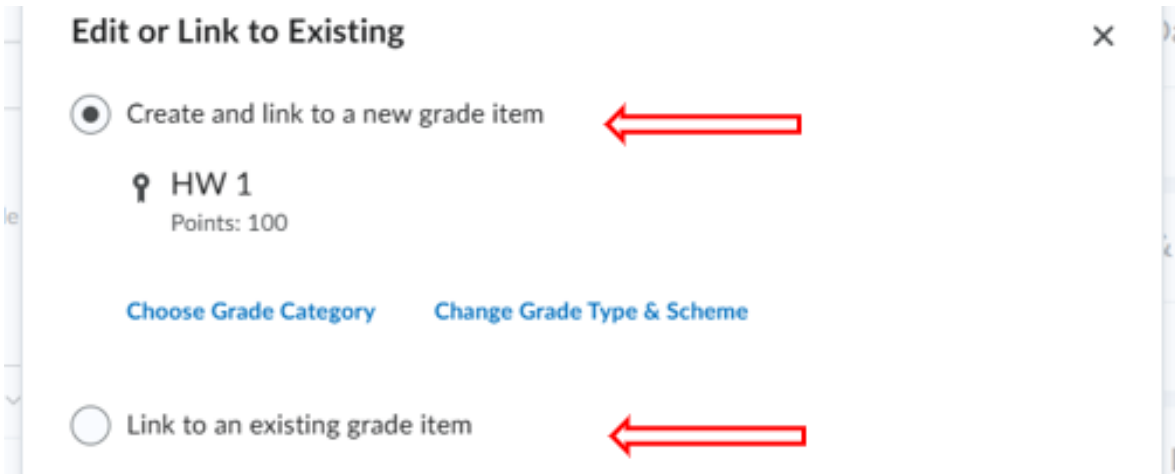 Edit or Link to Existing
Create and link to a new grade item
HW 1
Points: 100
Choose Grade Category Change Grade Type & Scheme
Link to an existing grade item